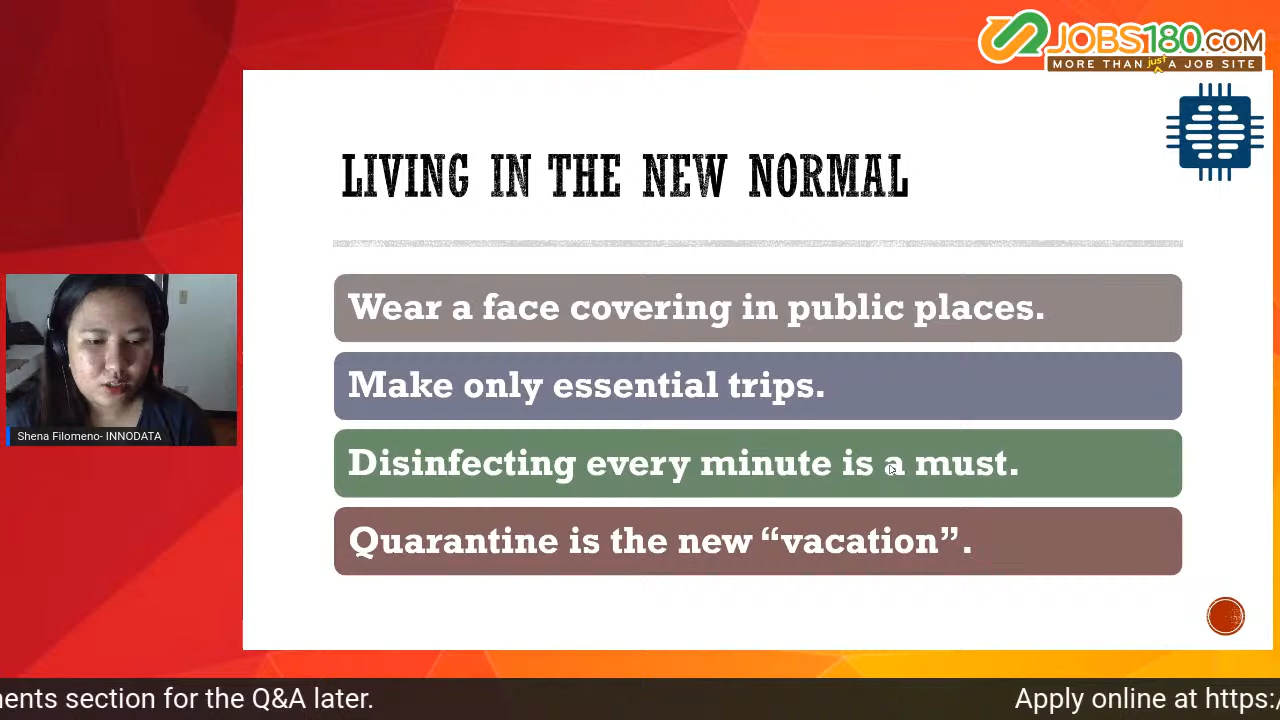 JOBS180.COM
MORE THAN just A JOB SITE
LIVING IN THE NEW NORMAL
Wear a face covering in public places.
Make only essential trips.
Disinfecting every minute is a must.
Quarantine is the new “vacation”.
Shena Filomeno- INNODATA
ents section for the Q&A later. Apply online at https:/